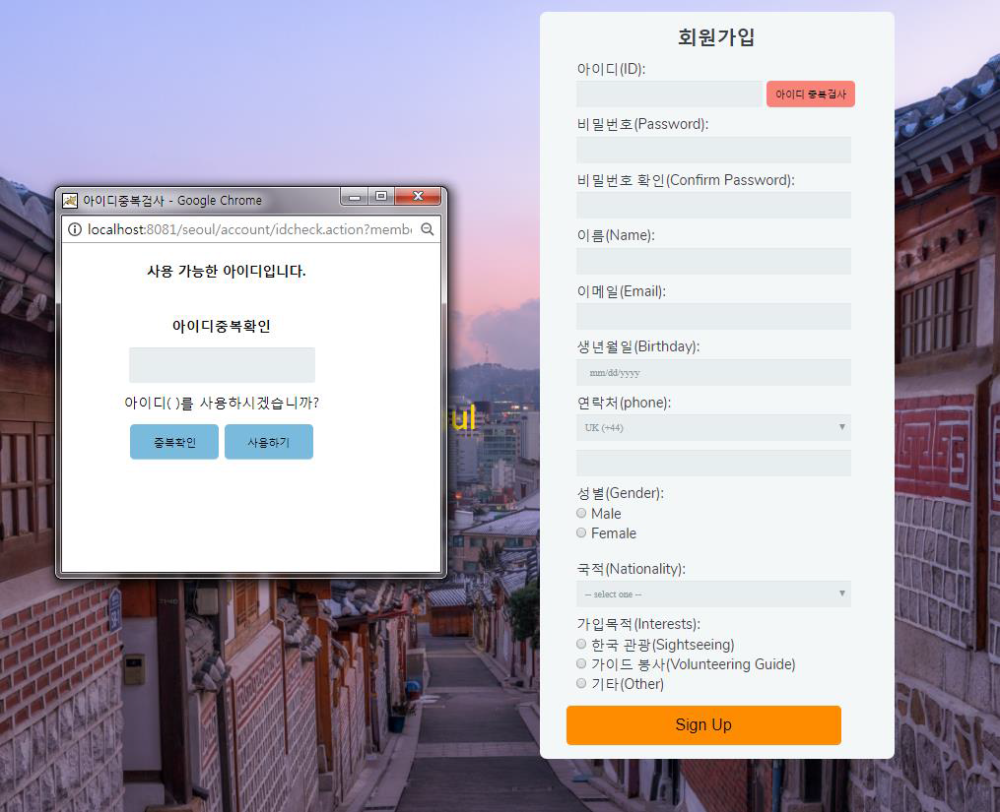 회원가입
아이디(ID):
아이디 중복검사
비밀번호(Password):
비밀번호 확인(Confirm Password):
이름(Name):
이메일(Email):
생년월일(Birthday):
mm/dd/yyyy
연락처(phone):
UK (+44)
성별(Gender):
Male
Female
국적(Nationality):
-- select one --
가입목적(Interests):
한국 관광(Sightseeing)
가이드 봉사(Volunteering Guide)
기타(Other)
Sign Up
아이디중복검사 - Google Chrome
localhost:8081/seoul/account/idcheck.action?membe
사용 가능한 아이디입니다.
아이디중복확인
아이디( )를 사용하시겠습니까?
중복확인 사용하기
ul